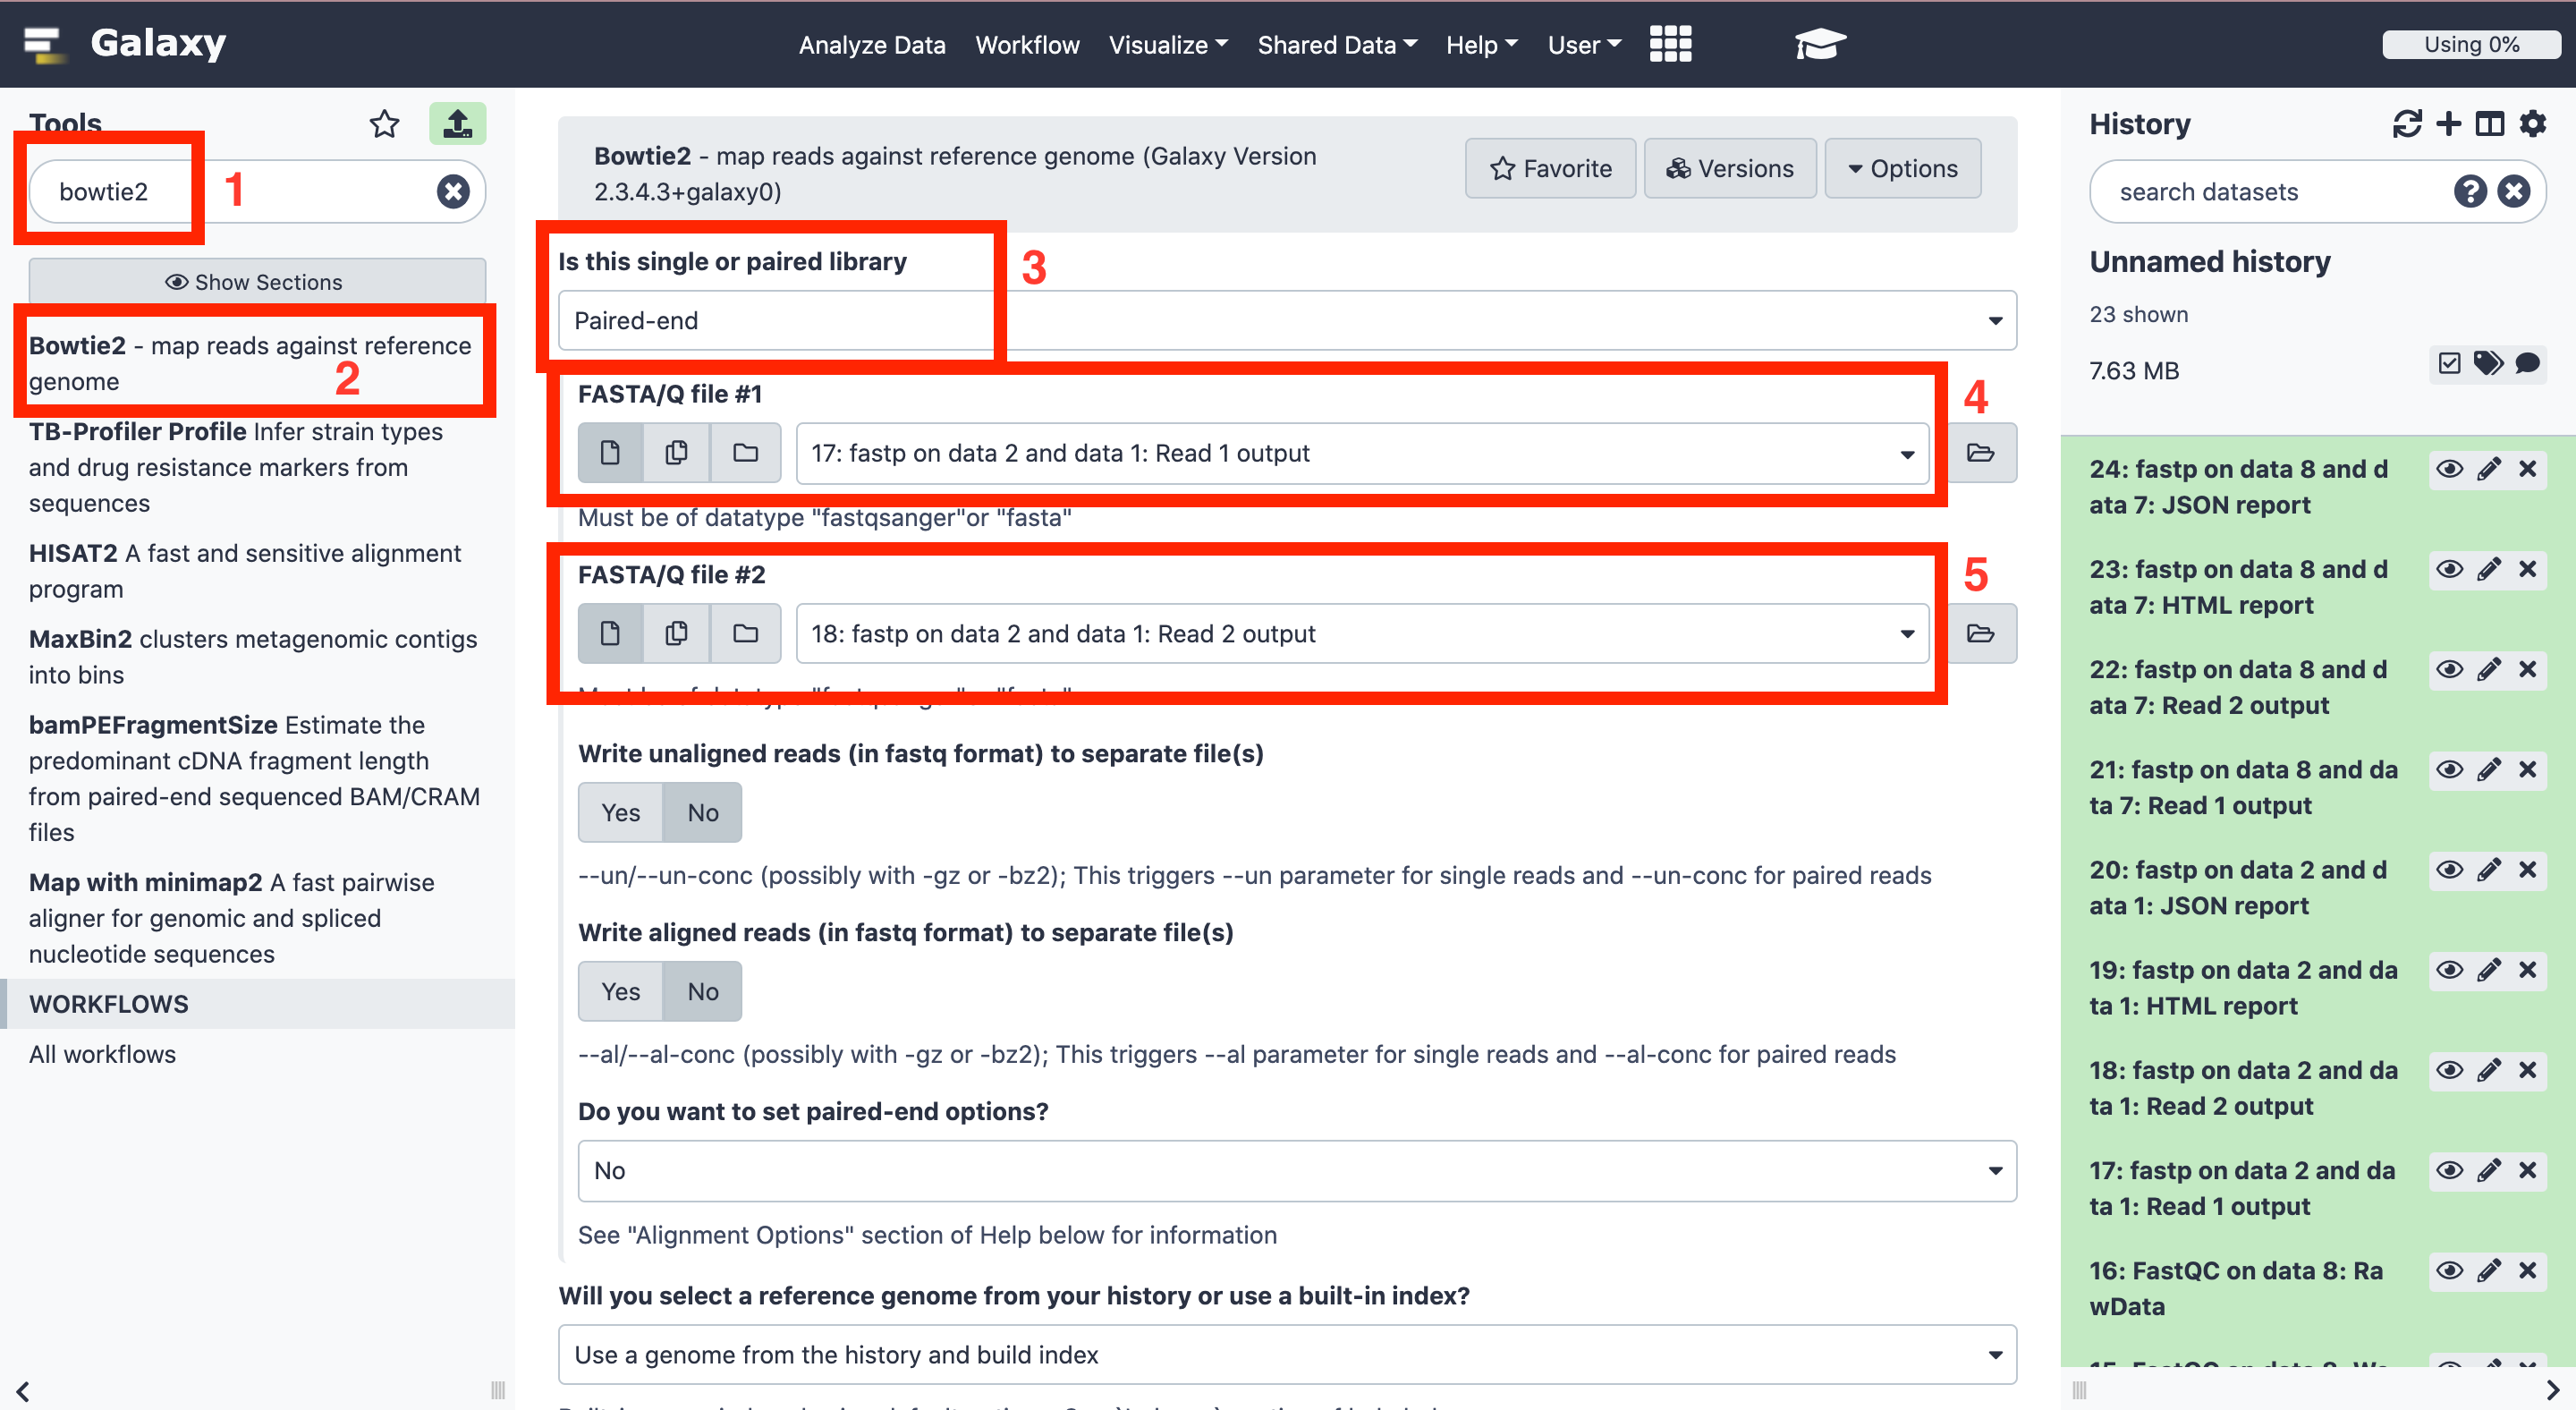 Galaxy
Analyze Data Workflow Visualize Shared Data Help User
Using 0%
Tools
bowtie2
1
Show Sections
Bowtie2 - map reads against reference
genome
2
TB-Profiler Profile Infer strain types
and drug resistance markers from
sequences
HISAT2 A fast and sensitive alignment
program
MaxBin2 clusters metagenomic contigs
into bins
bamPEFragmentSize Estimate the
predominant cDNA fragment length
from paired-end sequenced BAM/CRAM
files
Map with minimap2 A fast pairwise
aligner for genomic and spliced
nucleotide sequences
WORKFLOWS
All workflows
Bowtie2 - map reads against reference genome (Galaxy Version
2.3.4.3+galaxy0)
Favorite
Versions
Options
Is this single or paired library
3
Paired-end
FASTA/Q file #1
4
17: fastp on data 2 and data 1: Read 1 output
Must be of datatype "fastqsanger"or "fasta"
FASTA/Q file #2
5
18: fastp on data 2 and data 1: Read 2 output
Write unaligned reads (in fastq format) to separate file(s)
Yes No
--un/--un-conc (possibly with -gz or -bz2); This triggers --un parameter for single reads and --un-conc for paired reads
Write aligned reads (in fastq format) to separate file(s)
Yes No
--al/--al-conc (possibly with -gz or -bz2); This triggers --al parameter for single reads and --al-conc for paired reads
Do you want to set paired-end options?
No
See "Alignment Options" section of Help below for information
Will you select a reference genome from your history or use a built-in index?
Use a genome from the history and build index
History
search datasets
Unnamed history
23 shown
7.63 MB
24: fastp on data 8 and d
ata 7: JSON report
23: fastp on data 8 and d
ata 7: HTML report
22: fastp on data 8 and d
ata 7: Read 2 output
21: fastp on data 8 and da
ta 7: Read 1 output
20: fastp on data 2 and d
ata 1: JSON report
19: fastp on data 2 and da
ta 1: HTML report
18: fastp on data 2 and da
ta 1: Read 2 output
17: fastp on data 2 and da
ta 1: Read 1 output
16: FastQC on data 8: Ra
wData